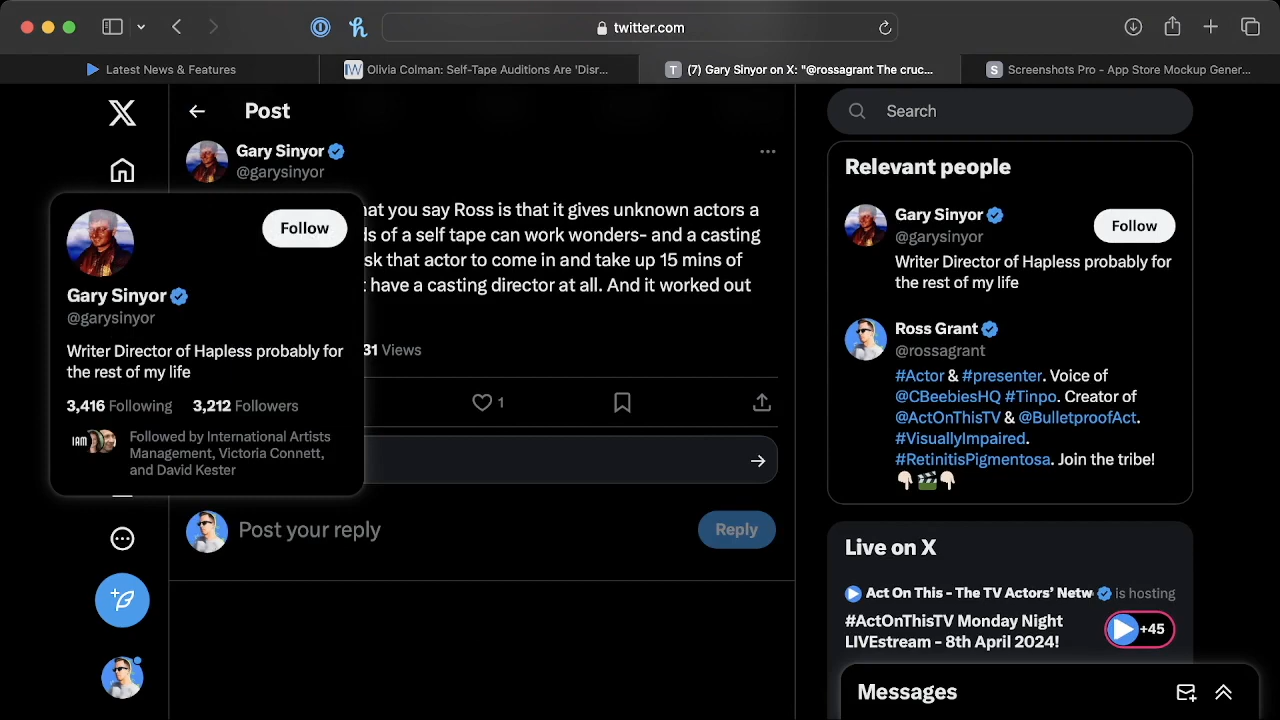 twitter.com
Latest News & Features
Olivia Colman: Self-Tape Auditions Are 'Disr...
(7) Gary Sinyor on X: "@rossagrant The cruc...
Screenshots Pro - App Store Mockup Gener...
Post
Gary Sinyor
@garysinyor
hat you say Ross is that it gives unknown actors a
ds of a self tape can work wonders- and a casting
sk that actor to come in and take up 15 mins of
have a casting director at all. And it worked out
31 Views
1
Post your reply
Reply
Follow
Gary Sinyor
@garysinyor
Writer Director of Hapless probably for
the rest of my life
3,416 Following 3,212 Followers
Followed by International Artists
Management, Victoria Connett,
and David Kester
Search
Relevant people
Gary Sinyor
@garysinyor
Follow
Writer Director of Hapless probably for
the rest of my life
Ross Grant
@rossagrant
#Actor & #presenter. Voice of
@CBeebiesHQ #Tinpo. Creator of
@ActOnThisTV & @BulletproofAct.
#VisuallyImpaired.
#RetinitisPigmentosa. Join the tribe!
Live on X
Act On This - The TV Actors' Netw is hosting
#ActOnThisTV Monday Night
LIVEstream - 8th April 2024!
+45
Messages